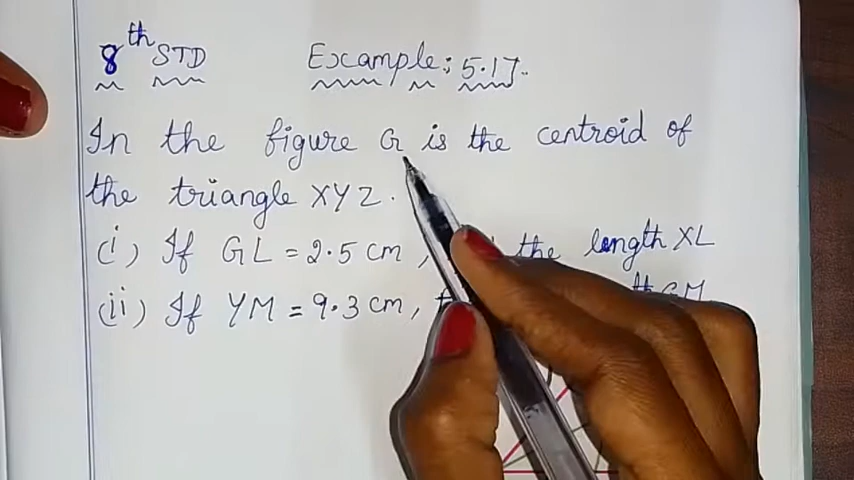 8th STD Example: 5.17.
In the figure G is the centroid of
the triangle XYZ.
(i) If GL = 2.5 cm, the length XL
(ii) If YM = 9.3 cm, GM